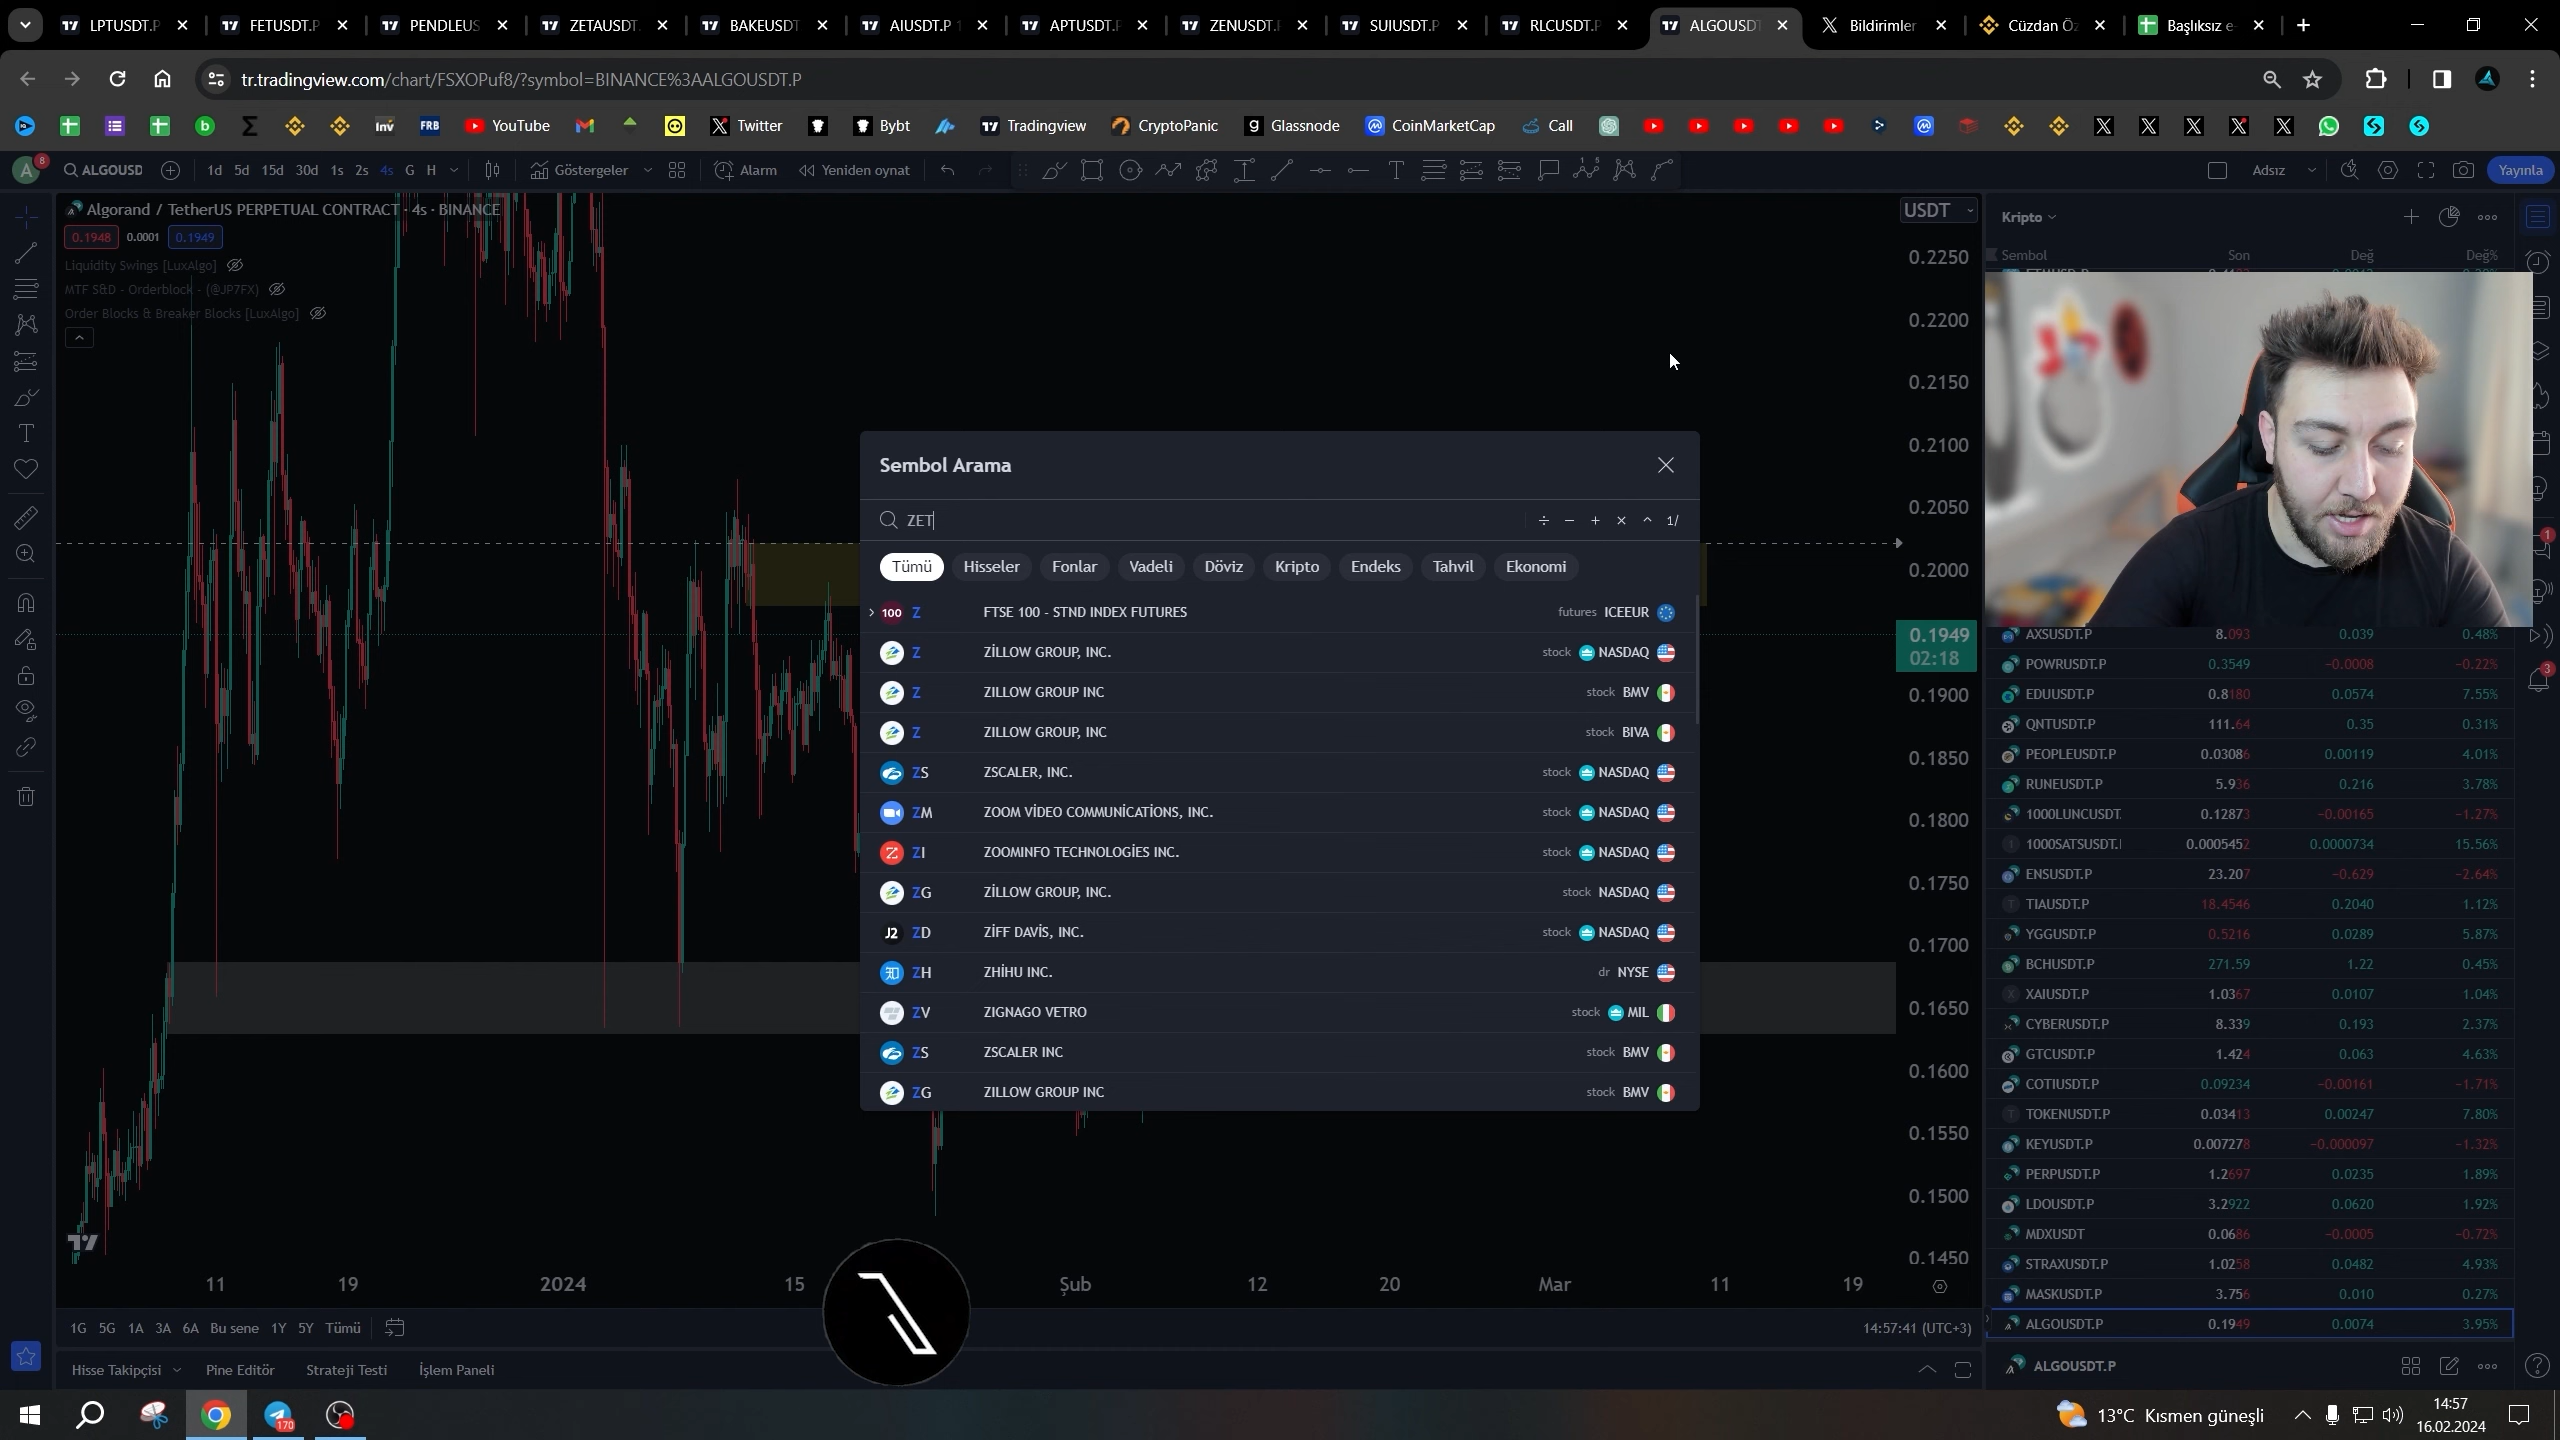 LPTUSDT.P
FETUSDT.P
PENDLEUS
ZETAUSDT.
BAKEUSDT
AIUSDT.P 1
APTUSDT.P
ZENUSDT.P
SUIUSDT.P
RLCUSDT.P
ALGOUSDT
Bildirimler
Cüzdan Öz
Başlıksız e-
tr.tradingview.com/chart/FSXOPuf8/?symbol=BINANCE%3AALGOUSDT.P
Inv
FRB
YouTube
Twitter
Bybt
Tradingview
CryptoPanic
Glassnode
CoinMarketCap
Call
A 8 ALGOUSD 1d 5d 15d 30d 1s 2s 4s G H Göstergeler Alarm Yeniden oynat Adsız Yayınla
Algorand / TetherUS PERPETUAL CONTRACT · 4s · BINANCE
0.1948 0.0001 0.1949
Liquidity Swings [LuxAlgo]
MTF S&D - Orderblock - (@JP7FX)
Order Blocks & Breaker Blocks [LuxAlgo]
USDT
0.2250
0.2200
0.2150
0.2100
0.2050
0.2000
0.1949
02:18
0.1900
0.1850
0.1800
0.1750
0.1700
0.1650
0.1600
0.1550
0.1500
0.1450
Sembol Arama
ZET
÷ − + × ^ 1/
Tümü Hisseler Fonlar Vadeli Döviz Kripto Endeks Tahvil Ekonomi
100 Z FTSE 100 - STND INDEX FUTURES futures ICEEUR
Z ZİLLOW GROUP, INC. stock NASDAQ
Z ZILLOW GROUP INC stock BMV
Z ZILLOW GROUP, INC stock BIVA
ZS ZSCALER, INC. stock NASDAQ
ZM ZOOM VİDEO COMMUNİCATİONS, INC. stock NASDAQ
ZI ZOOMINFO TECHNOLOGİES INC. stock NASDAQ
ZG ZİLLOW GROUP, INC. stock NASDAQ
J2 ZD ZİFF DAVİS, INC. stock NASDAQ
ZH ZHİHU INC. dr NYSE
ZV ZIGNAGO VETRO stock MIL
ZS ZSCALER INC stock BMV
ZG ZILLOW GROUP INC stock BMV
11 19 2024 15 Şub 12 20 Mar 11 19
1G 5G 1A 3A 6A Bu sene 1Y 5Y Tümü
14:57:41 (UTC+3)
Hisse Takipçisi Pine Editör Strateji Testi İşlem Paneli
Kripto
Sembol Son Değ Değ%
AXSUSDT.P 8.093 0.039 0.48%
POWRUSDT.P 0.3549 −0.0008 −0.22%
EDUUSDT.P 0.8180 0.0574 7.55%
QNTUSDT.P 111.64 0.35 0.31%
PEOPLEUSDT.P 0.03086 0.00119 4.01%
RUNEUSDT.P 5.936 0.216 3.78%
1000LUNCUSDT. 0.12873 −0.00165 −1.27%
1000SATSUSDT.I 0.0005452 0.0000734 15.56%
ENSUSDT.P 23.207 −0.629 −2.64%
TIAUSDT.P 18.4546 0.2040 1.12%
YGGUSDT.P 0.5216 0.0289 5.87%
BCHUSDT.P 271.59 1.22 0.45%
XAIUSDT.P 1.0367 0.0107 1.04%
CYBERUSDT.P 8.339 0.193 2.37%
GTCUSDT.P 1.424 0.063 4.63%
COTIUSDT.P 0.09234 −0.00161 −1.71%
TOKENUSDT.P 0.03413 0.00247 7.80%
KEYUSDT.P 0.007278 −0.000097 −1.32%
PERPUSDT.P 1.2697 0.0235 1.89%
LDOUSDT.P 3.2922 0.0620 1.92%
MDXUSDT 0.0686 −0.0005 −0.72%
STRAXUSDT.P 1.0258 0.0482 4.93%
MASKUSDT.P 3.756 0.010 0.27%
ALGOUSDT.P 0.1949 0.0074 3.95%
ALGOUSDT.P
1
3
170
13°C Kısmen güneşli
14:57
16.02.2024